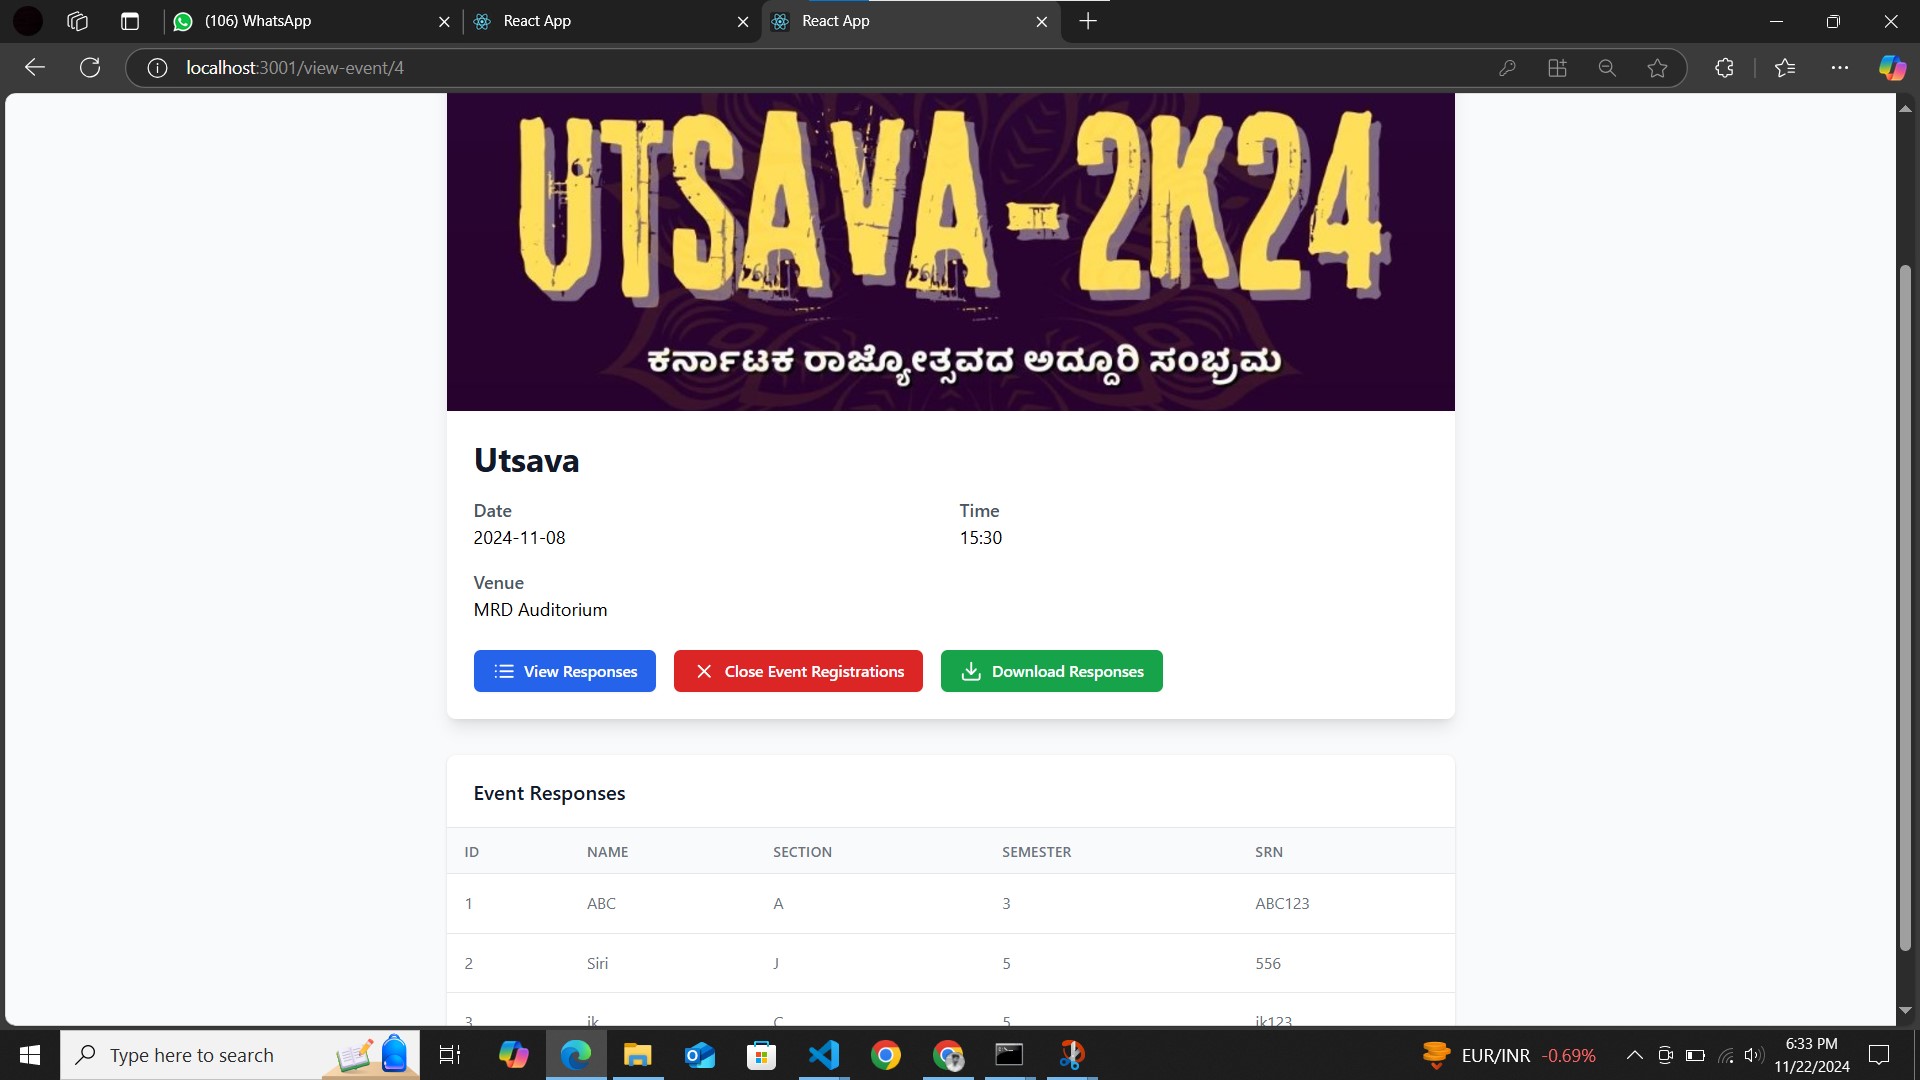 (106) WhatsApp
React App
React App
localhost:3001/view-event/4
UTSAVA-2K24
ಕರ್ನಾಟಕ ರಾಜ್ಯೋತ್ಸವದ ಅದ್ದೂರಿ ಸಂಭ್ರಮ
Utsava
Date Time
2024-11-08 15:30
Venue
MRD Auditorium
View Responses Close Event Registrations Download Responses
Event Responses
ID NAME SECTION SEMESTER SRN
1 ABC A 3 ABC123
2 Siri J 5 556
3 jk C 5 jk123
Type here to search
EUR/INR -0.69%
6:33 PM
11/22/2024